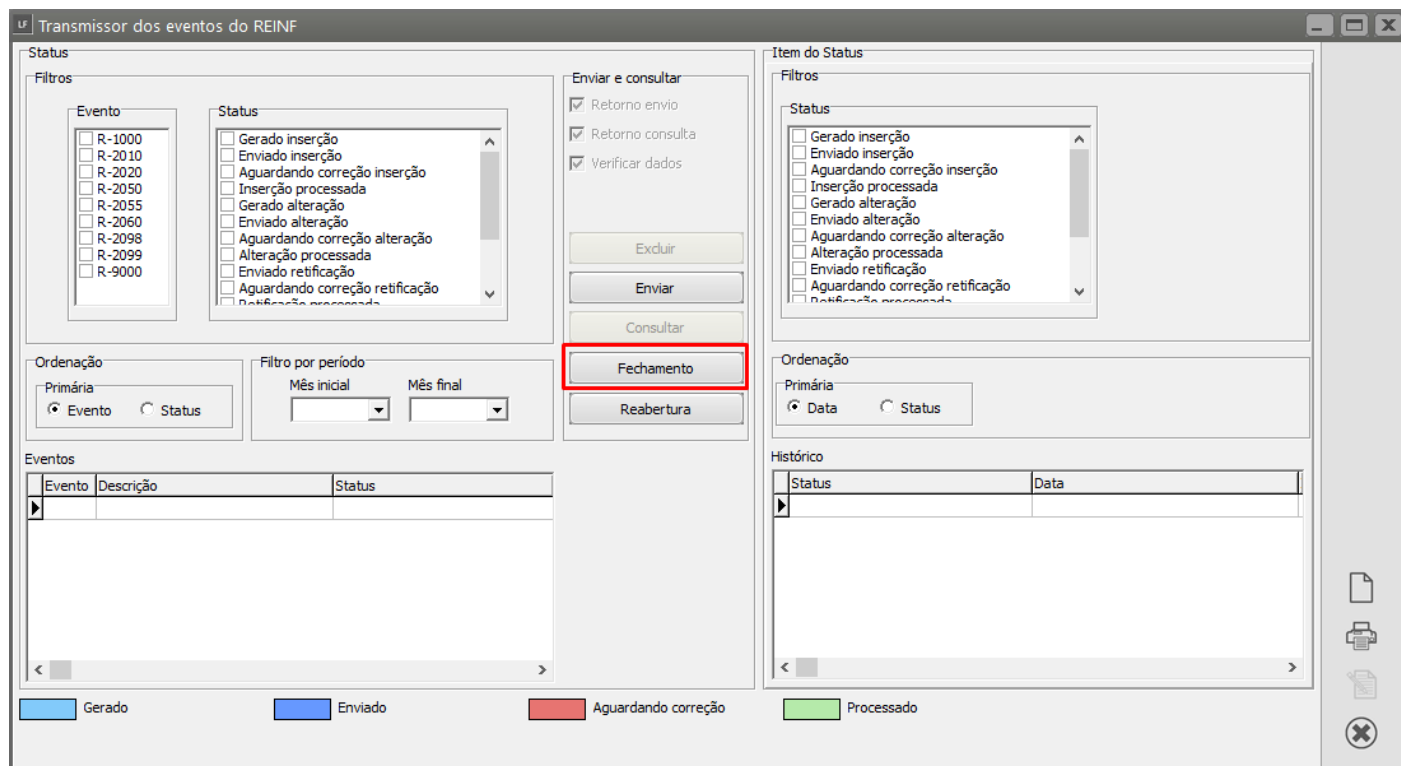 LF Transmissor dos eventos do REINF
Status
Filtros
Evento
R-1000
R-2010
R-2020
R-2050
R-2055
R-2060
R-2098
R-2099
R-9000
Status
Gerado inserção
Enviado inserção
Aguardando correção inserção
Inserção processada
Gerado alteração
Enviado alteração
Aguardando correção alteração
Alteração processada
Enviado retificação
Aguardando correção retificação
Retificação processada
Enviar e consultar
Retorno envio
Retorno consulta
Verificar dados
Excluir
Enviar
Consultar
Fechamento
Reabertura
Ordenação
Primária
Evento Status
Filtro por período
Mês inicial Mês final
Eventos
Evento Descrição Status
Item do Status
Filtros
Status
Gerado inserção
Enviado inserção
Aguardando correção inserção
Inserção processada
Gerado alteração
Enviado alteração
Aguardando correção alteração
Alteração processada
Enviado retificação
Aguardando correção retificação
Retificação processada
Ordenação
Primária
Data Status
Histórico
Status Data
Gerado Enviado Aguardando correção Processado